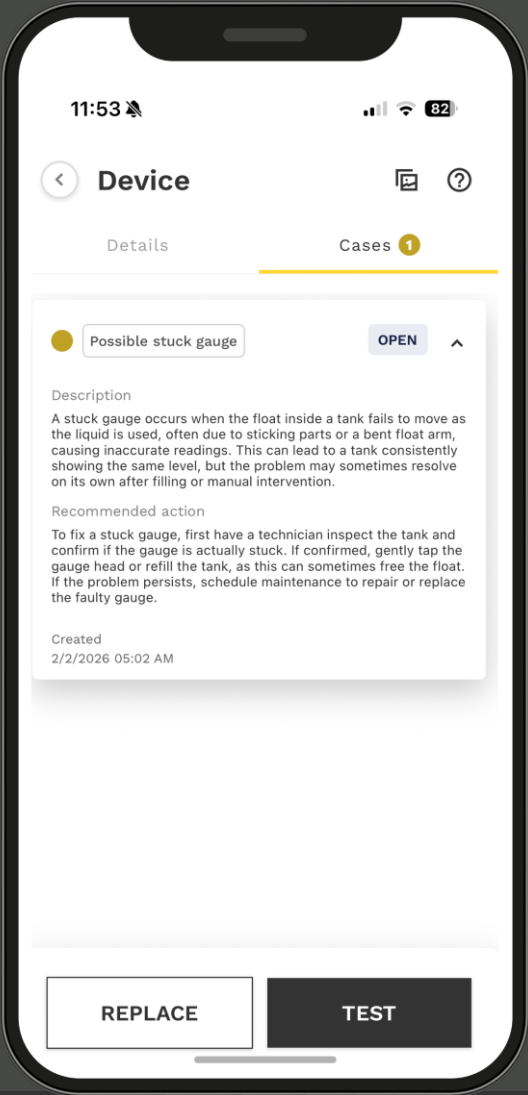 11:53
82
Device
Details
Cases 1
Possible stuck gauge
OPEN
Description
A stuck gauge occurs when the float inside a tank fails to move as
the liquid is used, often due to sticking parts or a bent float arm,
causing inaccurate readings. This can lead to a tank consistently
showing the same level, but the problem may sometimes resolve
on its own after filling or manual intervention.
Recommended action
To fix a stuck gauge, first have a technician inspect the tank and
confirm if the gauge is actually stuck. If confirmed, gently tap the
gauge head or refill the tank, as this can sometimes free the float.
If the problem persists, schedule maintenance to repair or replace
the faulty gauge.
Created
2/2/2026 05:02 AM
REPLACE
TEST